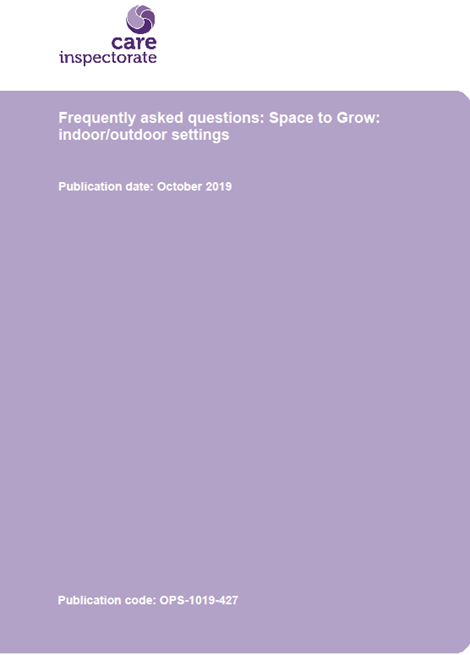 care
inspectorate
Frequently asked questions: Space to Grow:
indoor/outdoor settings
Publication date: October 2019
Publication code: OPS-1019-427